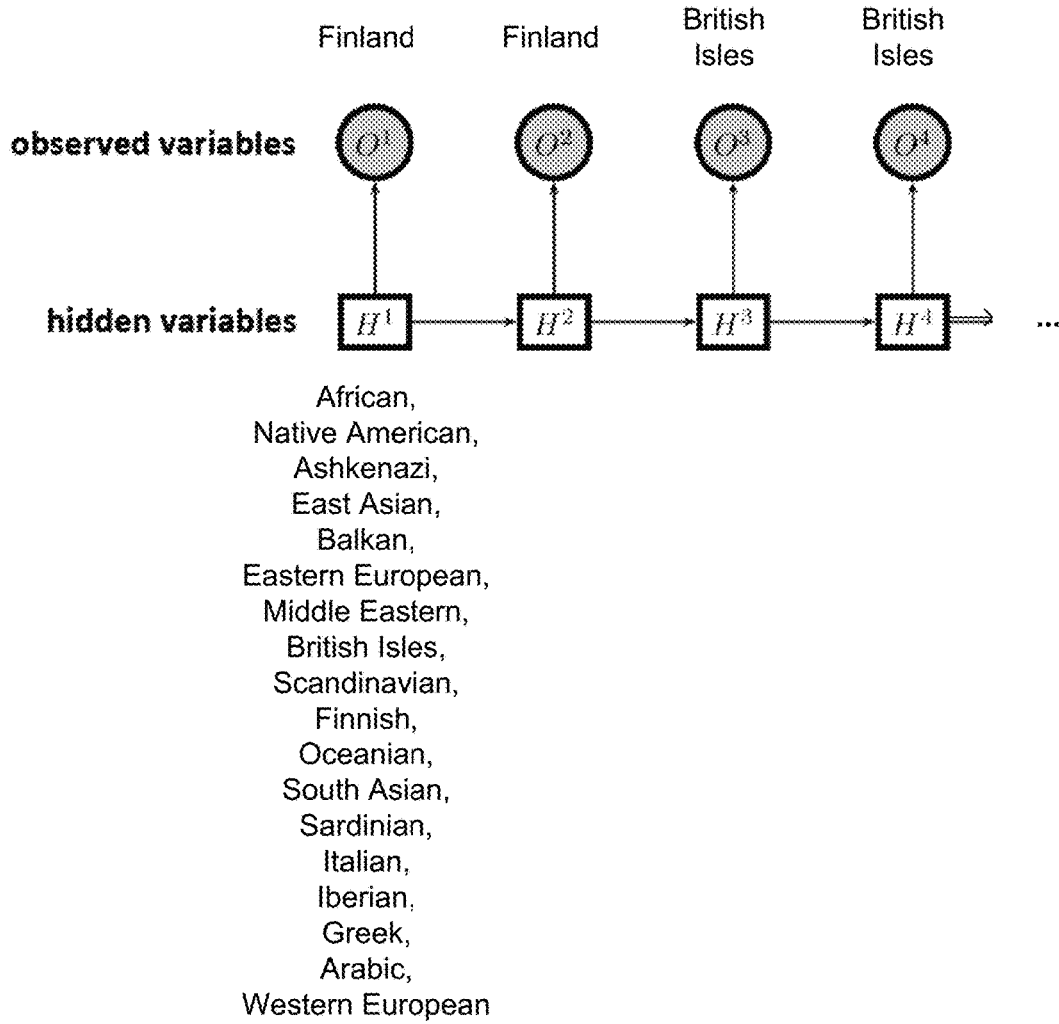 Finland Finland British Isles British Isles
observed variables O¹ O² O³ O⁴
hidden variables H¹ H² H³ H⁴ ...
African,
Native American,
Ashkenazi,
East Asian,
Balkan,
Eastern European,
Middle Eastern,
British Isles,
Scandinavian,
Finnish,
Oceanian,
South Asian,
Sardinian,
Italian,
Iberian,
Greek,
Arabic,
Western European